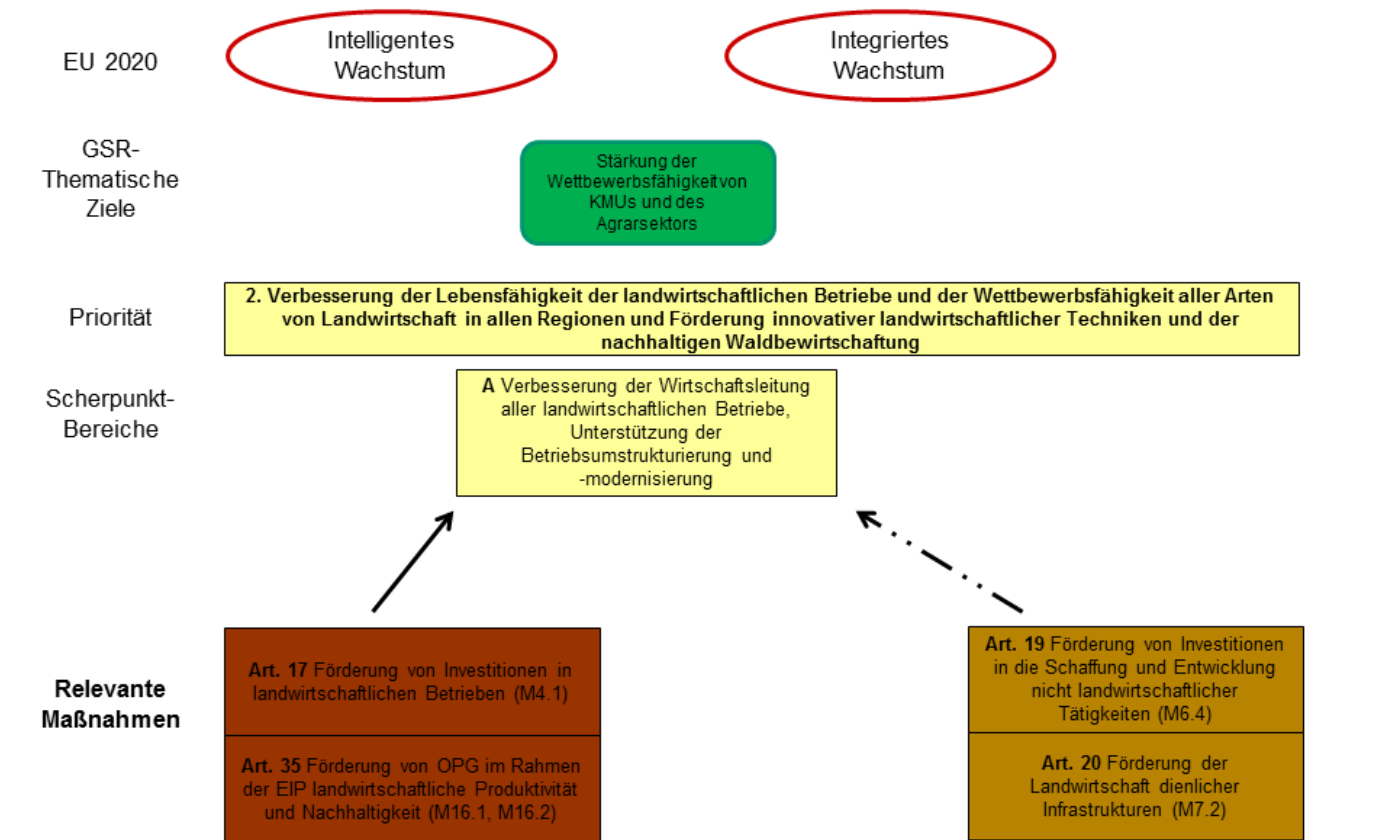 EU 2020
Intelligentes
Wachstum
Integriertes
Wachstum
GSR-
Thematische
Ziele
Stärkung der
Wettbewerbsfähigkeit von
KMUs und des
Agrarsektors
Priorität
2. Verbesserung der Lebensfähigkeit der landwirtschaftlichen Betriebe und der Wettbewerbsfähigkeit aller Arten
von Landwirtschaft in allen Regionen und Förderung innovativer landwirtschaftlicher Techniken und der
nachhaltigen Waldbewirtschaftung
Scherpunkt-
Bereiche
A Verbesserung der Wirtschaftsleitung
aller landwirtschaftlichen Betriebe,
Unterstützung der
Betriebsumstrukturierung und
-modernisierung
Relevante
Maßnahmen
Art. 17 Förderung von Investitionen in
landwirtschaftlichen Betrieben (M4.1)
Art. 35 Förderung von OPG im Rahmen
der EIP landwirtschaftliche Produktivität
und Nachhaltigkeit (M16.1, M16.2)
Art. 19 Förderung von Investitionen
in die Schaffung und Entwicklung
nicht landwirtschaftlicher
Tätigkeiten (M6.4)
Art. 20 Förderung der
Landwirtschaft dienlicher
Infrastrukturen (M7.2)